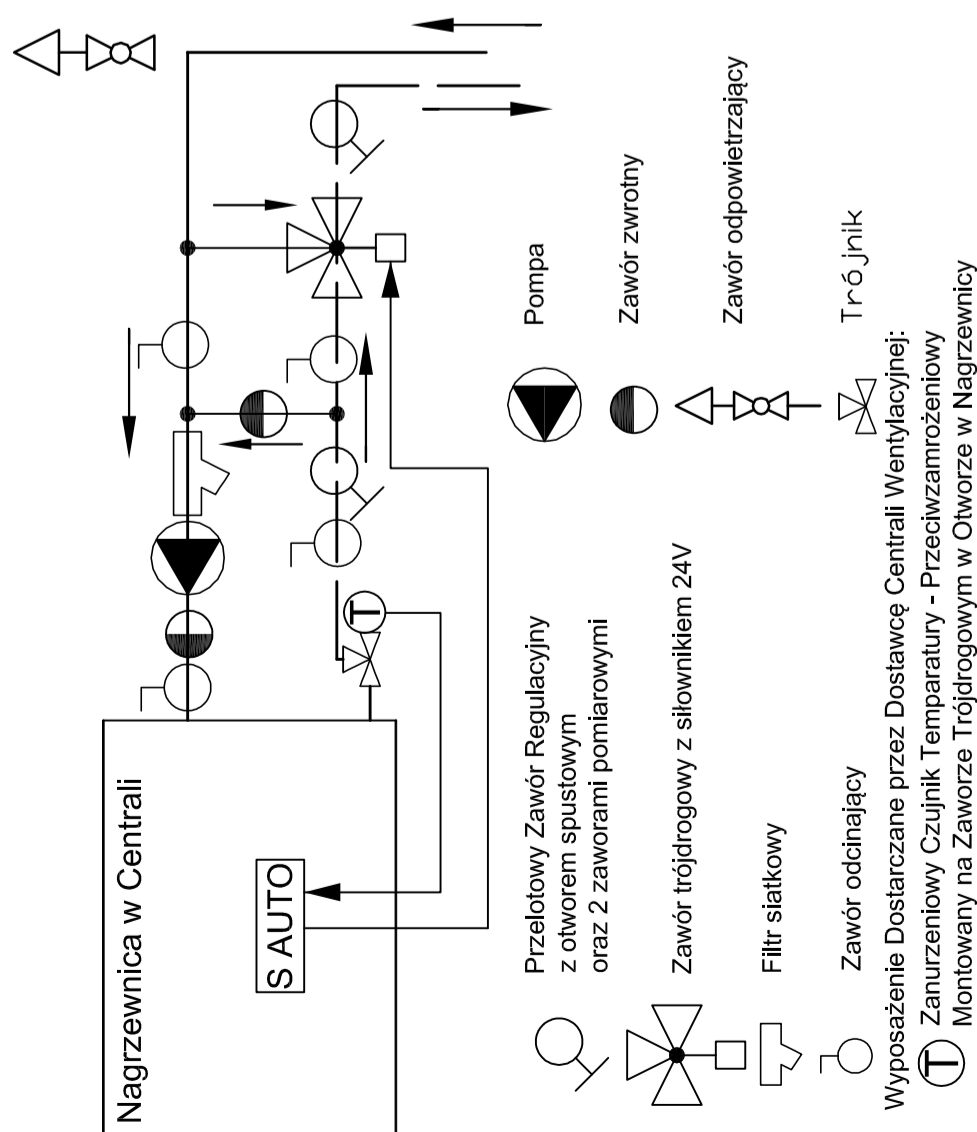 Nagrzewnica w Centrali
S AUTO
T
Przelotowy Zawór Regulacyjny
z otworem spustowym
oraz 2 zaworami pomiarowymi
Zawór trójdrogowy z siłownikiem 24V
Filtr siatkowy
Zawór odcinający
Pompa
Zawór zwrotny
Zawór odpowietrzający
Trójnik
Wyposażenie Dostarczane przez Dostawcę Centrali Wentylacyjnej:
T Zanurzeniowy Czujnik Temparatury - Przeciwzamrożeniowy
Montowany na Zaworze Trójdrogowym w Otworze w Nagrzewnicy